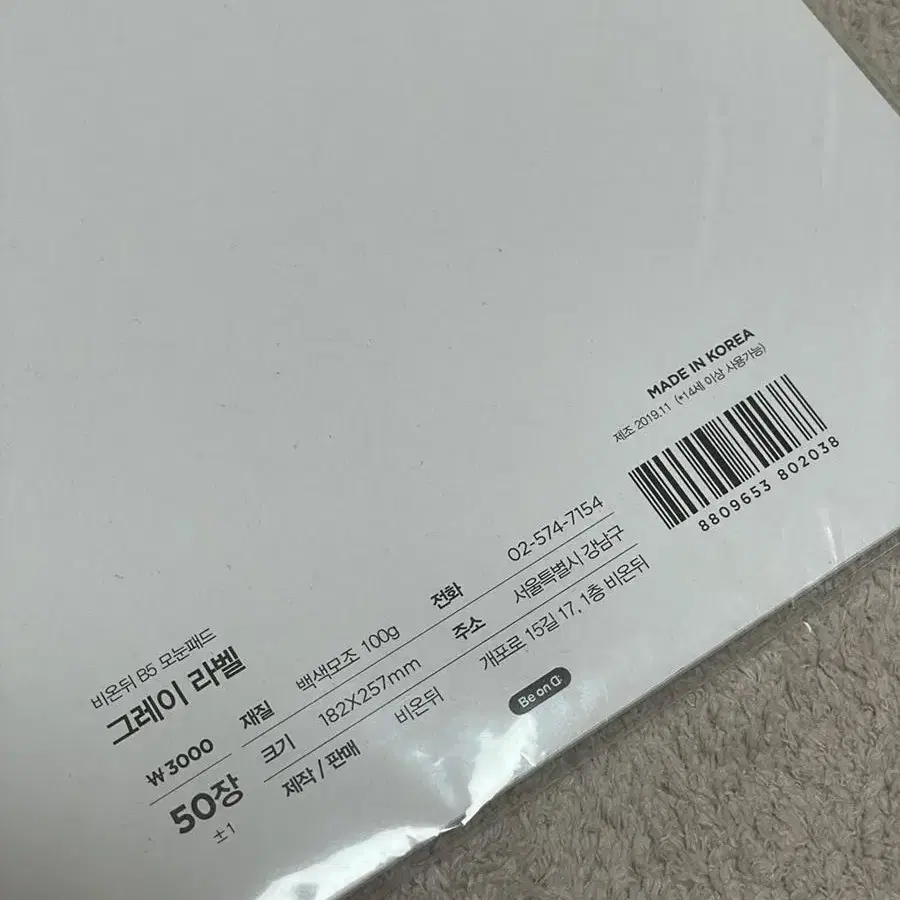 MADE IN KOREA
제조 2019.11 (*14세 이상 사용가능)
8809653 802038
비온뒤 B5 모눈패드
그레이 라벨
₩3000
50장
±1
재질 백색모조 100g
크기 182X257mm
제작 / 판매 비온뒤
전화 02-574-7154
주소 서울특별시 강남구
개포로 15길 17, 1층 비온뒤
Be on D: